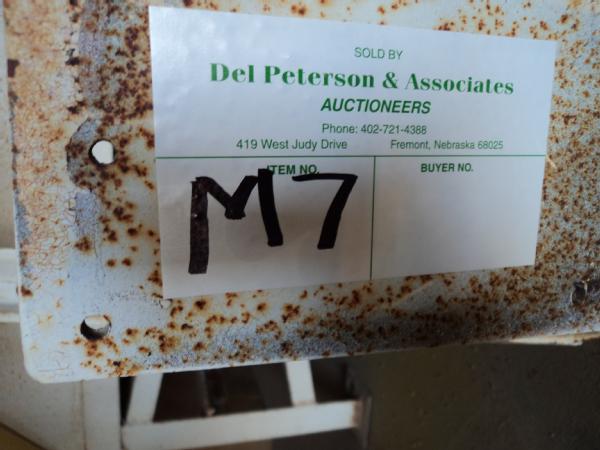 SOLD BY
Del Peterson & Associates
AUCTIONEERS
Phone: 402-721-4388
419 West Judy Drive Fremont, Nebraska 68025
ITEM NO. BUYER NO.
M7